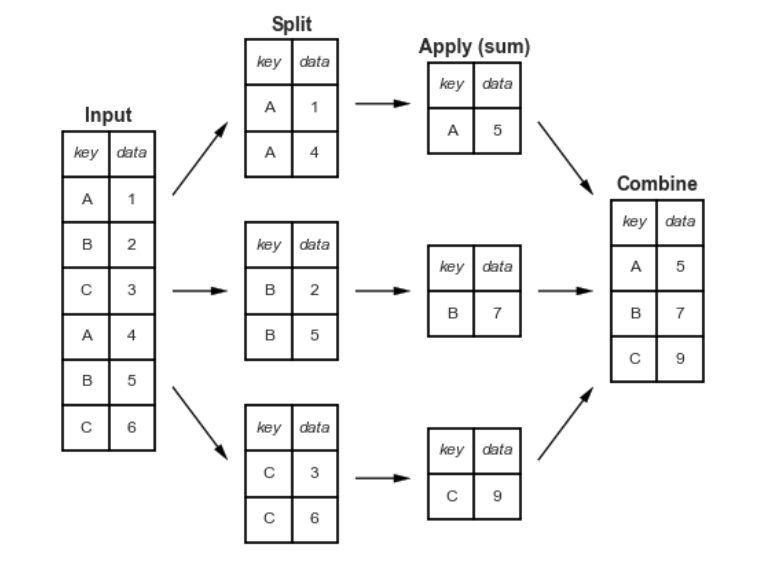 Input
key data
A 1
B 2
C 3
A 4
B 5
C 6
Split
key data
A 1
A 4
key data
B 2
B 5
key data
C 3
C 6
Apply (sum)
key data
A 5
key data
B 7
key data
C 9
Combine
key data
A 5
B 7
C 9